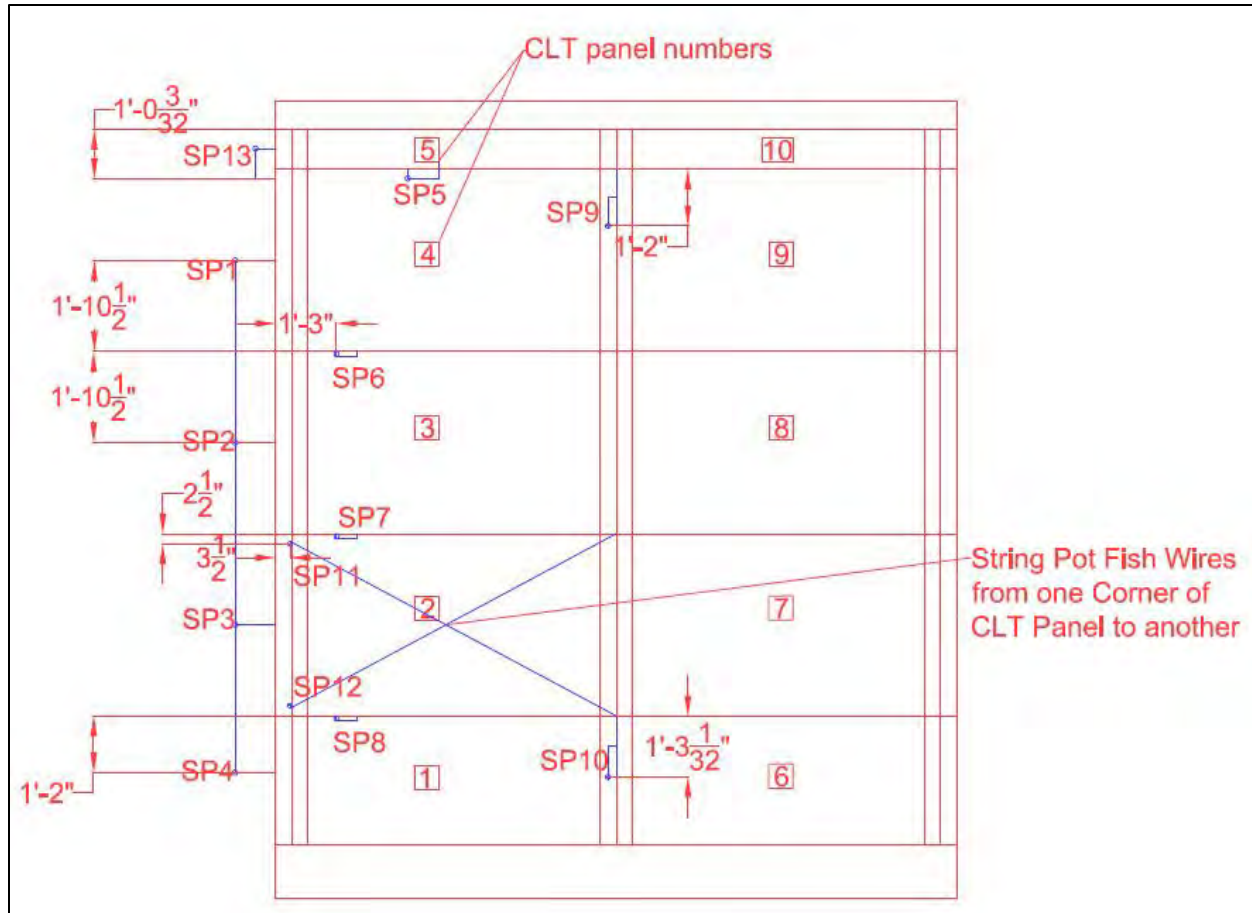 CLT panel numbers
1'-0 3/32"
SP13
5
10
SP5
SP9
1'-2"
4
9
SP1
1'-10 1/2"
1'-3"
SP6
1'-10 1/2"
3
8
SP2
2 1/2"
SP7
3 1/2"
SP11
String Pot Fish Wires
from one Corner of
CLT Panel to another
2
7
SP3
SP12
SP8
1'-3 1/32"
SP10
SP4
1
6
1'-2"